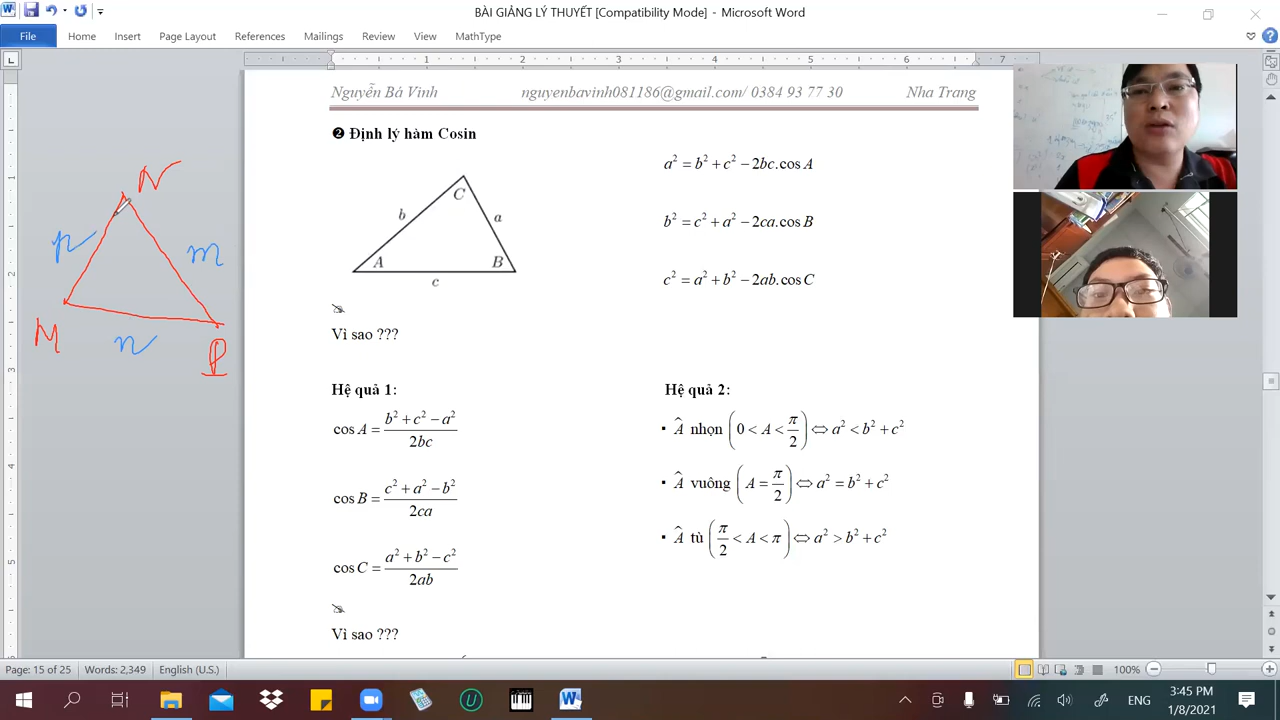 BÀI GIẢNG LÝ THUYẾT [Compatibility Mode] - Microsoft Word
File Home Insert Page Layout References Mailings Review View MathType
Nguyễn Bá Vinh nguyenbavinh081186@gmail.com/ 0384 93 77 30 Nha Trang
❷ Định lý hàm Cosin
a² = b² + c² − 2bc.cos A
b² = c² + a² − 2ca.cos B
c² = a² + b² − 2ab.cos C
C
b a
A B
c
N
p m
M n P
Vì sao ???
Hệ quả 1: Hệ quả 2:
cos A = (b² + c² − a²)/2bc
cos B = (c² + a² − b²)/2ca
cos C = (a² + b² − c²)/2ab
▪ Â nhọn (0 < A < π/2) ⇔ a² < b² + c²
▪ Â vuông (A = π/2) ⇔ a² = b² + c²
▪ Â tù (π/2 < A < π) ⇔ a² > b² + c²
Vì sao ???
Page: 15 of 25 Words: 2,349 English (U.S.) 100%
ENG 3:45 PM
1/8/2021